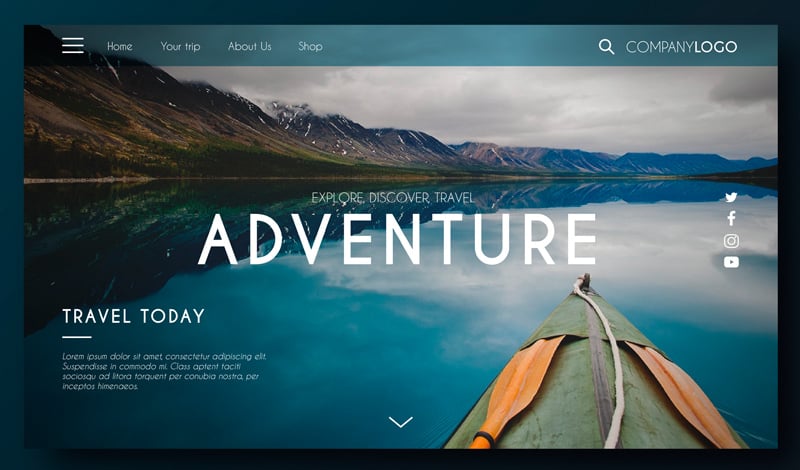 Home Your trip About Us Shop COMPANYLOGO
EXPLORE, DISCOVER, TRAVEL
ADVENTURE
TRAVEL TODAY
Lorem ipsum dolor sit amet, consectetur adipiscing elit.
Suspendisse in commodo mi. Class aptent taciti
sociosqu ad litora torquent per conubia nostra, per
inceptos himenaeos.